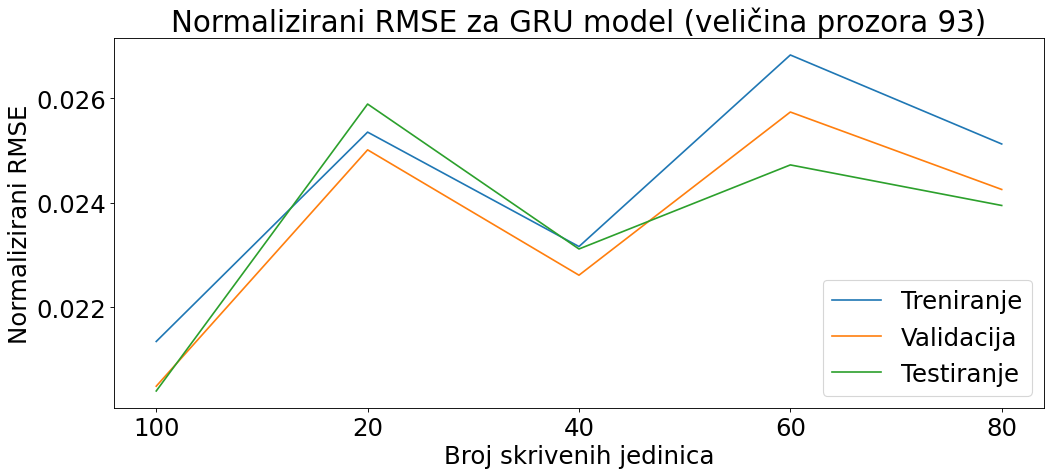 Normalizirani RMSE za GRU model (veličina prozora 93)
Normalizirani RMSE
0.026
0.024
0.022
100
20
40
60
80
Broj skrivenih jedinica
Treniranje
Validacija
Testiranje